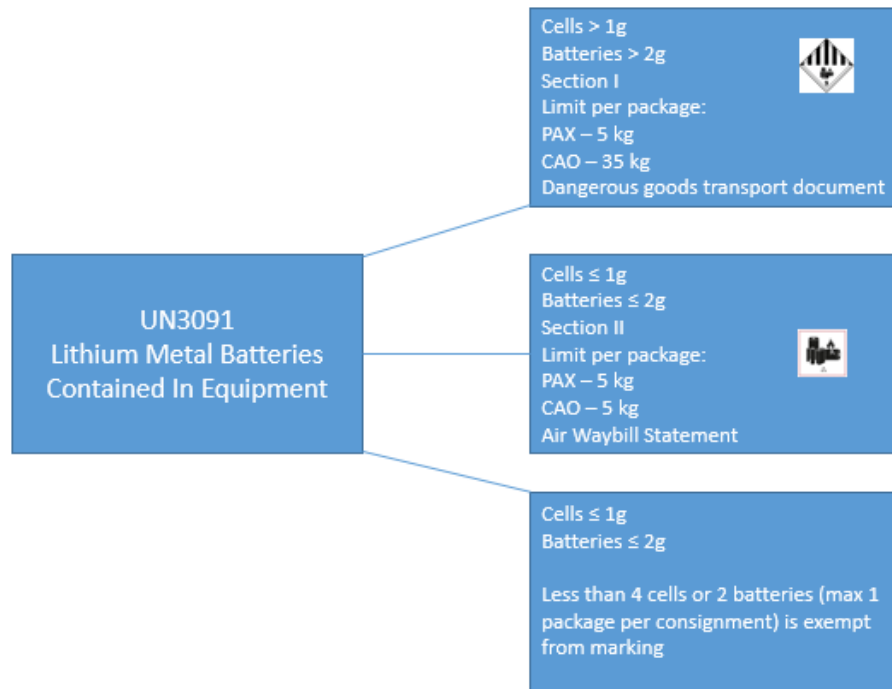 Cells > 1g
Batteries > 2g
Section I
Limit per package:
PAX – 5 kg
CAO – 35 kg
Dangerous goods transport document
UN3091
Lithium Metal Batteries
Contained In Equipment
Cells ≤ 1g
Batteries ≤ 2g
Section II
Limit per package:
PAX – 5 kg
CAO – 5 kg
Air Waybill Statement
Cells ≤ 1g
Batteries ≤ 2g
Less than 4 cells or 2 batteries (max 1
package per consignment) is exempt
from marking